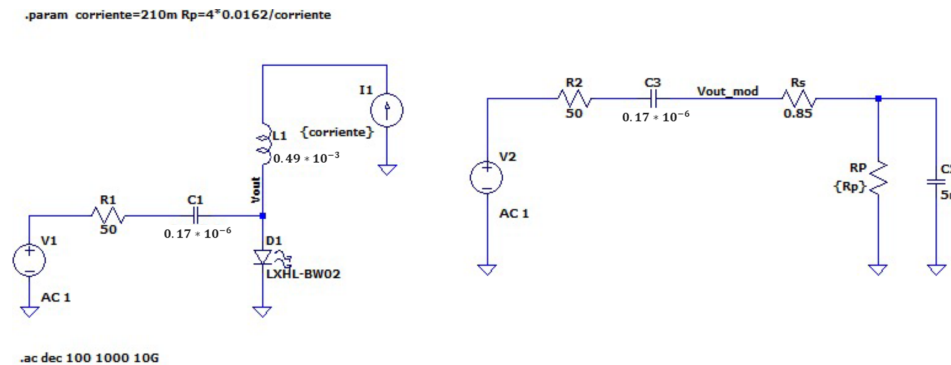 .param corriente=210m Rp=4*0.0162/corriente
I1
L1 {corriente}
0.49 * 10⁻³
Vout
R1
50
C1
0.17 * 10⁻⁶
V1
AC 1
D1
LXHL-BW02
R2
50
C3
0.17 * 10⁻⁶
Vout_mod
Rs
0.85
V2
AC 1
RP
{Rp}
.ac dec 100 1000 10G